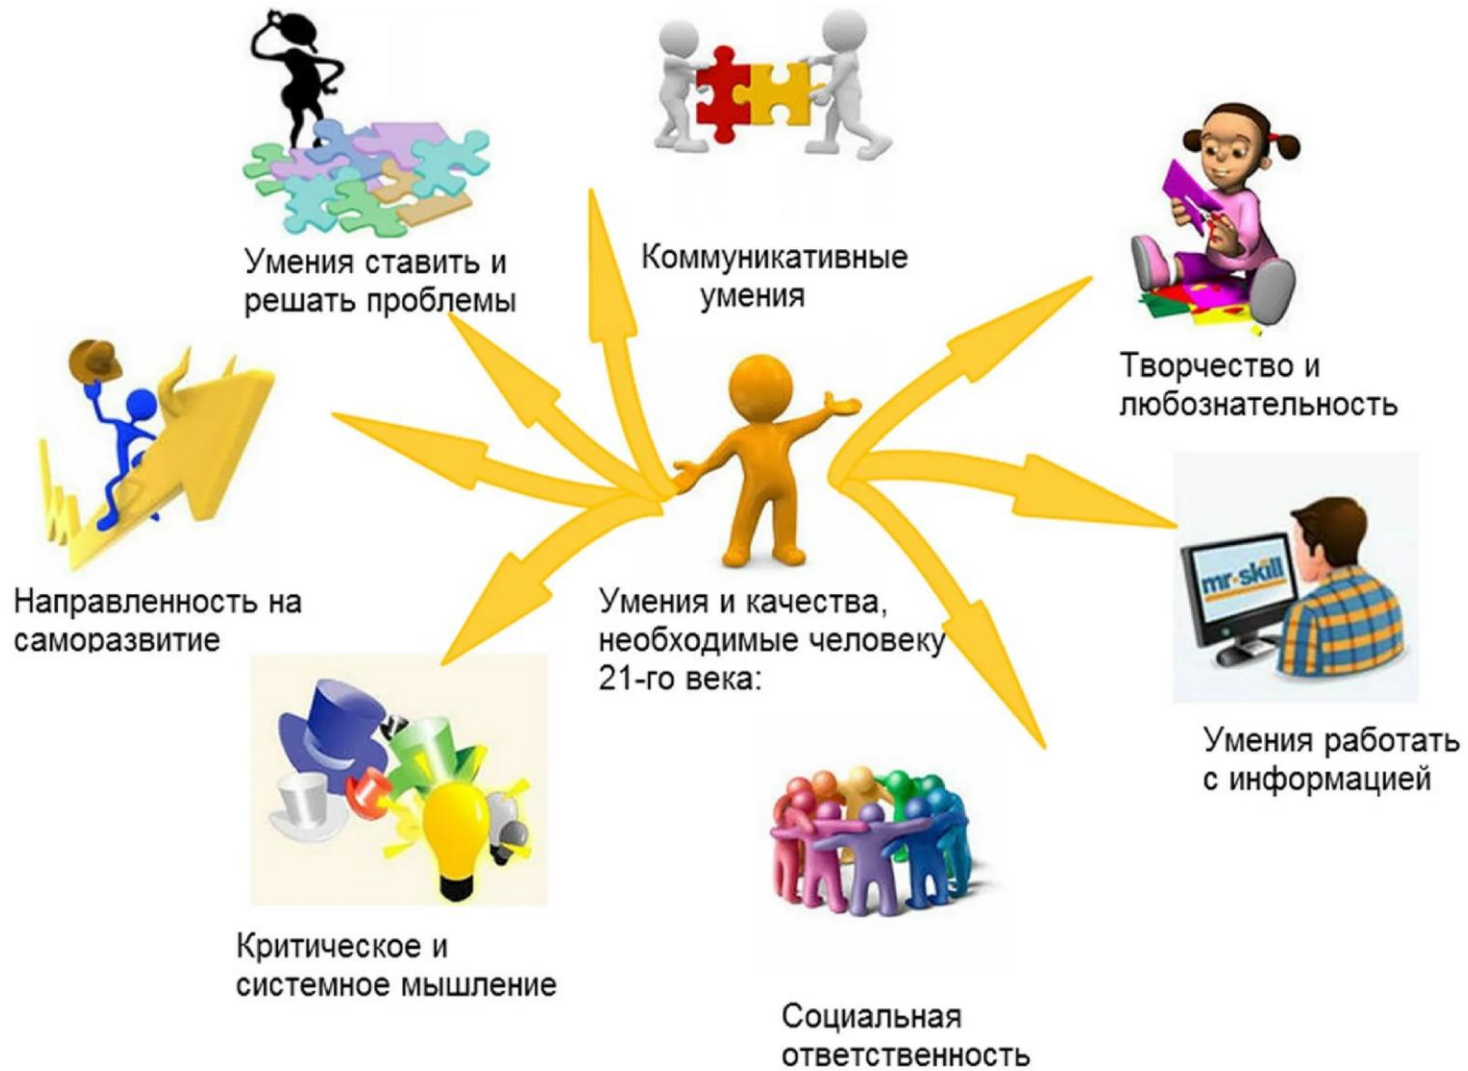 Умения ставить и
решать проблемы
Коммуникативные
умения
Творчество и
любознательность
Направленность на
саморазвитие
Умения и качества,
необходимые человеку
21-го века:
mr-skill
Умения работать
с информацией
Критическое и
системное мышление
Социальная
ответственность